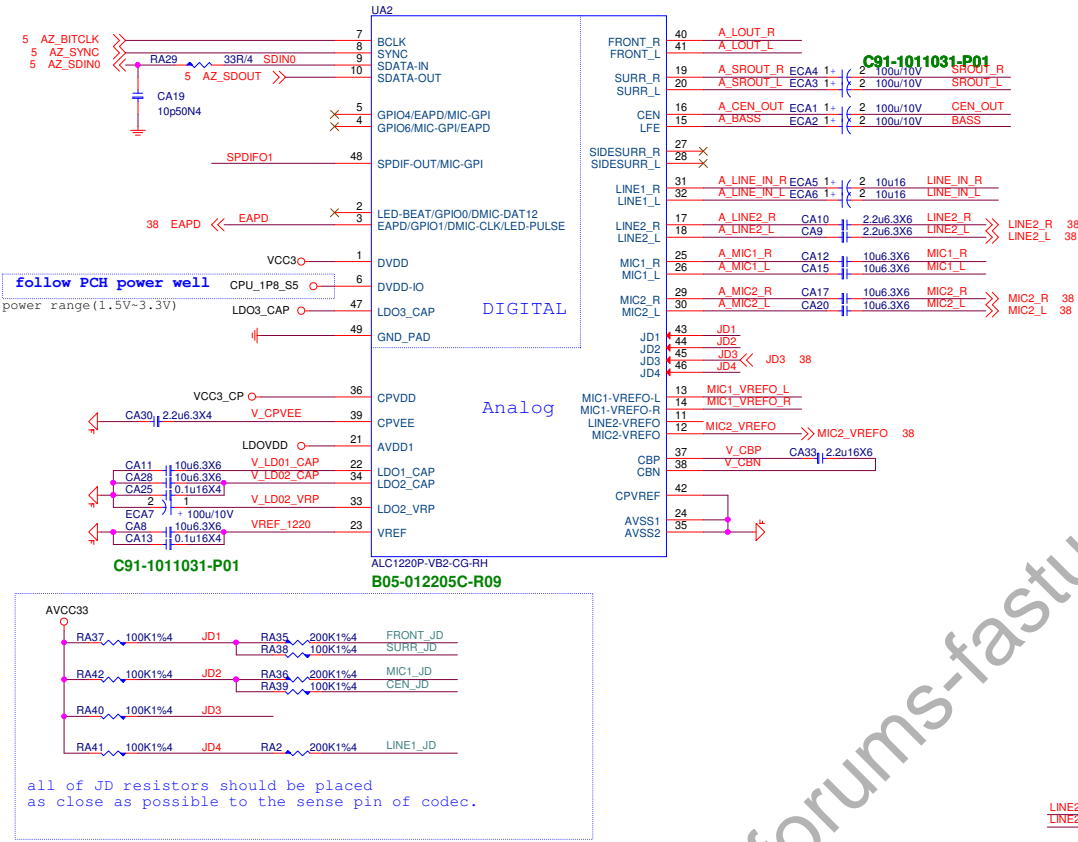 UA2
5 AZ_BITCLK 7 BCLK
5 AZ_SYNC 8 SYNC
5 AZ_SDIN0 RA29 33R/4 SDIN0 9 SDATA-IN
5 AZ_SDOUT 10 SDATA-OUT
CA19
10p50N4
5 GPIO4/EAPD/MIC-GPI
4 GPIO6/MIC-GPI/EAPD
SPDIFO1 48 SPDIF-OUT/MIC-GPI
2 LED-BEAT/GPIO0/DMIC-DAT12
38 EAPD EAPD 3 EAPD/GPIO1/DMIC-CLK/LED-PULSE
VCC3 1 DVDD
follow PCH power well CPU_1P8_S5 6 DVDD-IO
power range(1.5V~3.3V)
LDO3_CAP 47 LDO3_CAP
DIGITAL
49 GND_PAD
VCC3_CP 36 CPVDD
Analog
CA30 2.2u6.3X4 V_CPVEE 39 CPVEE
LDOVDD 21 AVDD1
CA11 10u6.3X6 V_LD01_CAP 22 LDO1_CAP
CA28 10u6.3X6 V_LD02_CAP 34 LDO2_CAP
CA25 0.1u16X4
2 1 V_LD02_VRP 33 LDO2_VRP
ECA7 + 100u/10V
CA8 10u6.3X6 VREF_1220 23 VREF
CA13 0.1u16X4
C91-1011031-P01
ALC1220P-VB2-CG-RH
B05-012205C-R09
FRONT_R 40 A_LOUT_R
FRONT_L 41 A_LOUT_L
C91-1011031-P01
SURR_R 19 A_SROUT_R ECA4 1+ 2 100u/10V SROUT_R
SURR_L 20 A_SROUT_L ECA3 1+ 2 100u/10V SROUT_L
CEN 16 A_CEN_OUT ECA1 1+ 2 100u/10V CEN_OUT
LFE 15 A_BASS ECA2 1+ 2 100u/10V BASS
SIDESURR_R 27
SIDESURR_L 28
LINE1_R 31 A_LINE_IN_R ECA5 1+ 2 10u16 LINE_IN_R
LINE1_L 32 A_LINE_IN_L ECA6 1+ 2 10u16 LINE_IN_L
LINE2_R 17 A_LINE2_R CA10 2.2u6.3X6 LINE2_R LINE2_R 38
LINE2_L 18 A_LINE2_L CA9 2.2u6.3X6 LINE2_L LINE2_L 38
MIC1_R 25 A_MIC1_R CA12 10u6.3X6 MIC1_R
MIC1_L 26 A_MIC1_L CA15 10u6.3X6 MIC1_L
MIC2_R 29 A_MIC2_R CA17 10u6.3X6 MIC2_R MIC2_R 38
MIC2_L 30 A_MIC2_L CA20 10u6.3X6 MIC2_L MIC2_L 38
JD1 43 JD1
JD2 44 JD2
JD3 45 JD3 JD3 38
JD4 46 JD4
MIC1-VREFO-L 13 MIC1_VREFO_L
MIC1-VREFO-R 14 MIC1_VREFO_R
LINE2-VREFO 11
MIC2-VREFO 12 MIC2_VREFO MIC2_VREFO 38
CBP 37 V_CBP CA33 2.2u16X6
CBN 38 V_CBN
CPVREF 42
AVSS1 24
AVSS2 35
AVCC33
RA37 100K1%4 JD1 RA35 200K1%4 FRONT_JD
RA38 100K1%4 SURR_JD
RA42 100K1%4 JD2 RA36 200K1%4 MIC1_JD
RA39 100K1%4 CEN_JD
RA40 100K1%4 JD3
RA41 100K1%4 JD4 RA2 200K1%4 LINE1_JD
all of JD resistors should be placed
as close as possible to the sense pin of codec.
forums-fastu
LINE2
LINE2